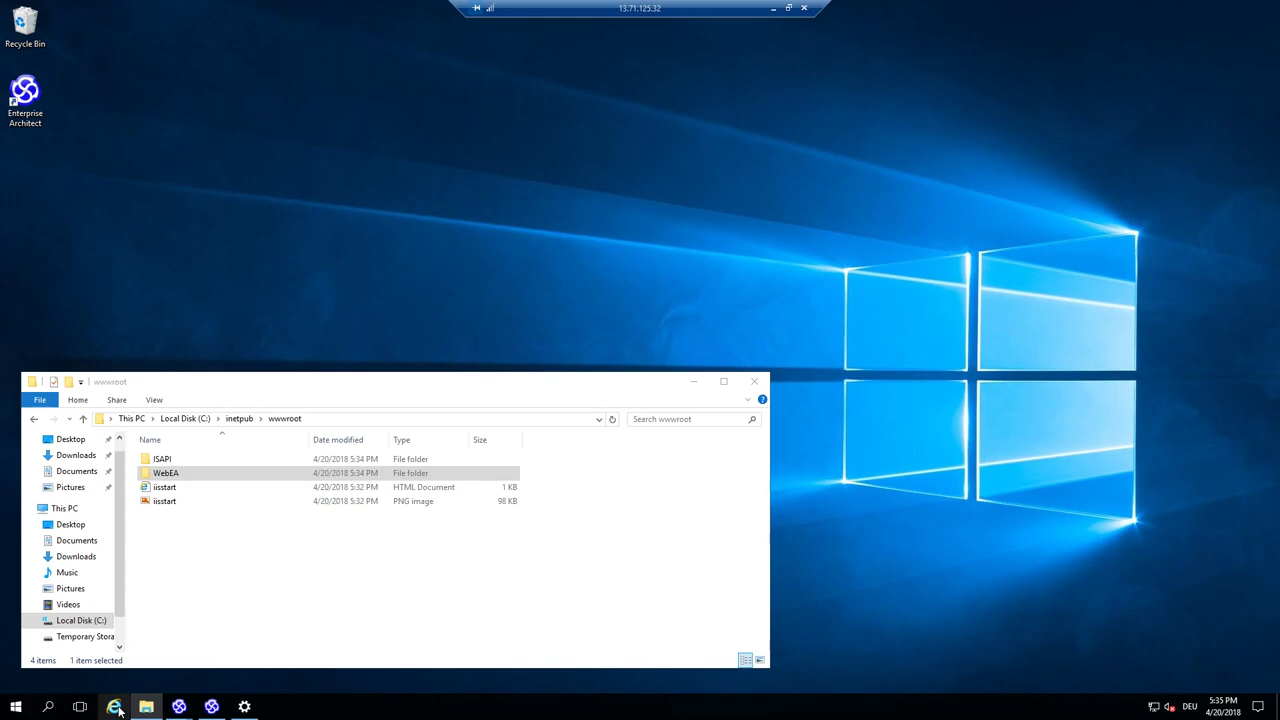 13.71.125.32
Recycle Bin
Enterprise
Architect
wwwroot
File Home Share View
This PC Local Disk (C:) inetpub wwwroot
Search wwwroot
Name Date modified Type Size
ISAPI 4/20/2018 5:34 PM File folder
WebEA 4/20/2018 5:34 PM File folder
iisstart 4/20/2018 5:32 PM HTML Document 1 KB
iisstart 4/20/2018 5:32 PM PNG image 98 KB
Desktop
Downloads
Documents
Pictures
This PC
Desktop
Documents
Downloads
Music
Pictures
Videos
Local Disk (C:)
Temporary Stora
4 items 1 item selected
DEU
5:35 PM
4/20/2018